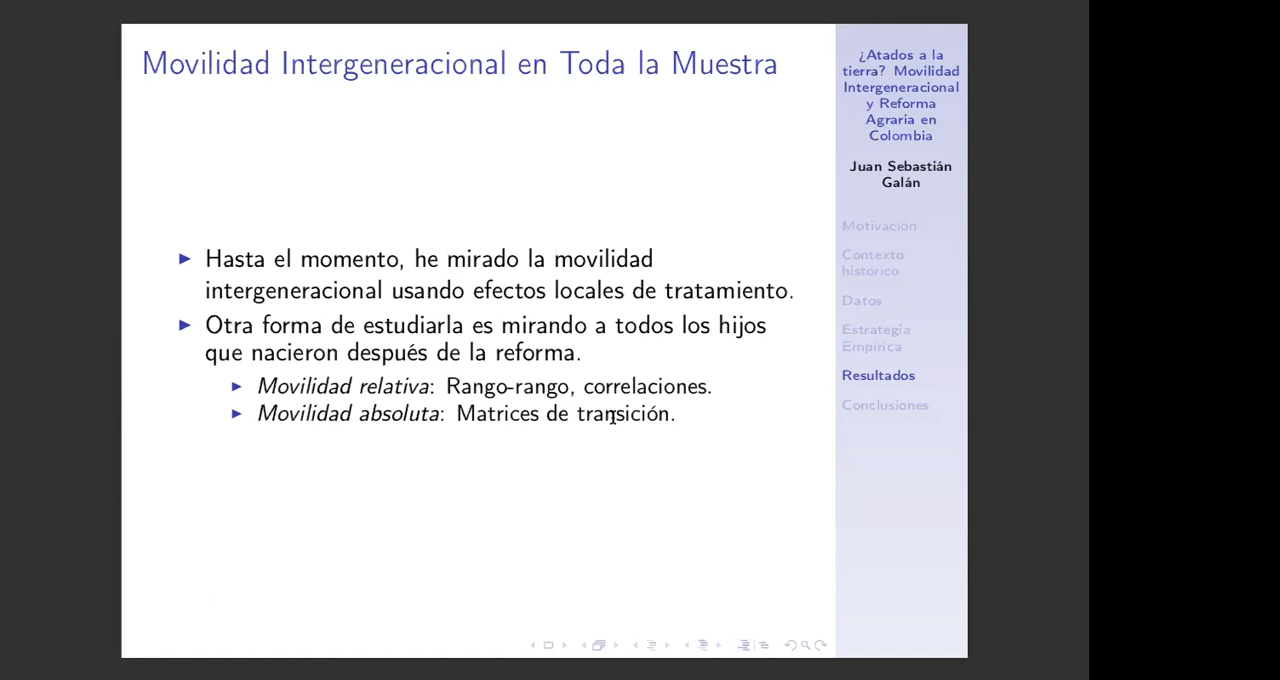 Movilidad Intergeneracional en Toda la Muestra
Hasta el momento, he mirado la movilidad
intergeneracional usando efectos locales de tratamiento.
Otra forma de estudiarla es mirando a todos los hijos
que nacieron después de la reforma.
Movilidad relativa: Rango-rango, correlaciones.
Movilidad absoluta: Matrices de transición.
¿Atados a la
tierra? Movilidad
Intergeneracional
y Reforma
Agraria en
Colombia
Juan Sebastián
Galán
Motivación
Contexto
histórico
Datos
Estrategía
Empírica
Resultados
Conclusiones